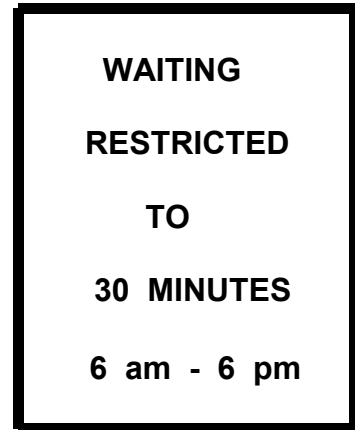 WAITING
RESTRICTED
TO
30 MINUTES
6 am - 6 pm